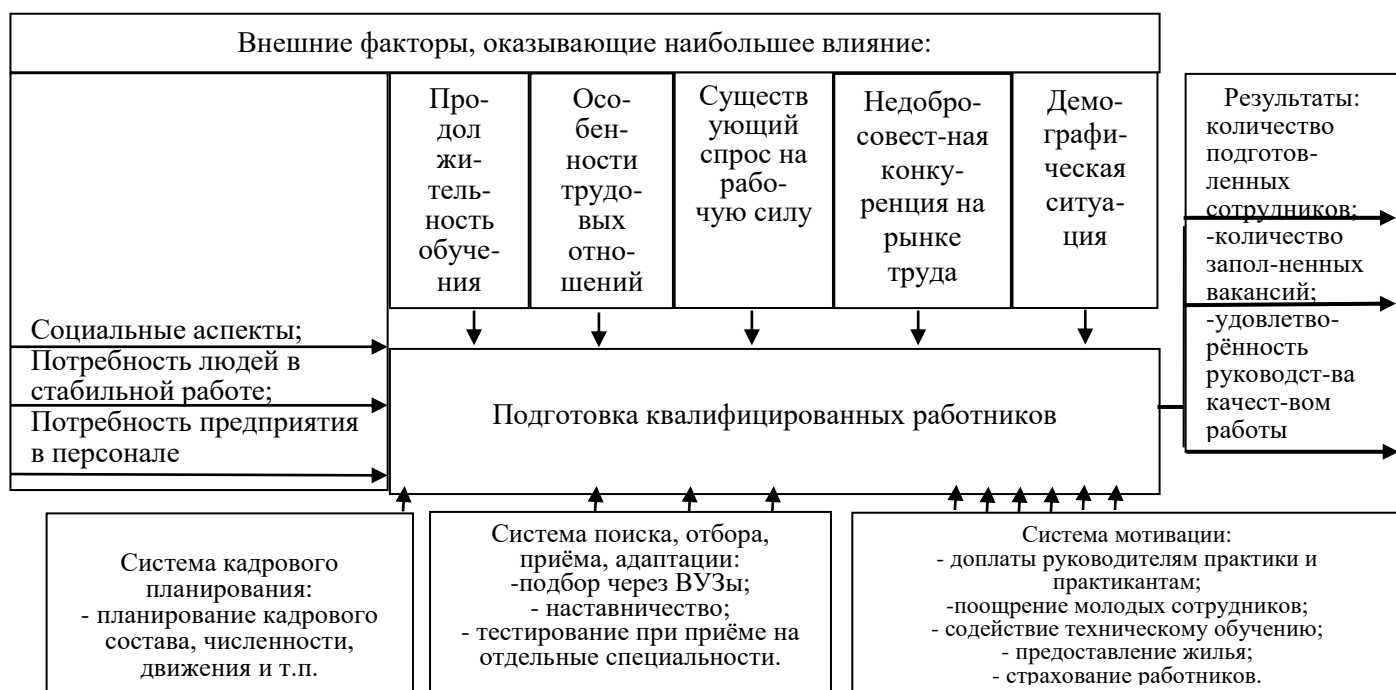 Внешние факторы, оказывающие наибольшее влияние:
Про-
дол
жи-
тель-
ность
обуче-
ния
Осо-
бен-
ности
трудо-
вых
отно-
шений
Существ
ующий
спрос на
рабо-
чую силу
Недобро-
совест-ная
конку-
ренция на
рынке
труда
Демо-
графи-
ческая
ситуа-
ция
Результаты:
количество
подготов-
ленных
сотрудников;
-количество
запол-ненных
вакансий;
-удовлетво-
рённость
руководст-ва
качест-вом
работы
Социальные аспекты;
Потребность людей в
стабильной работе;
Потребность предприятия
в персонале
Подготовка квалифицированных работников
Система кадрового
планирования:
- планирование кадрового
состава, численности,
движения и т.п.
Система поиска, отбора,
приёма, адаптации:
-подбор через ВУЗы;
- наставничество;
- тестирование при приёме на
отдельные специальности.
Система мотивации:
- доплаты руководителям практики и
практикантам;
-поощрение молодых сотрудников;
- содействие техническому обучению;
- предоставление жилья;
- страхование работников.